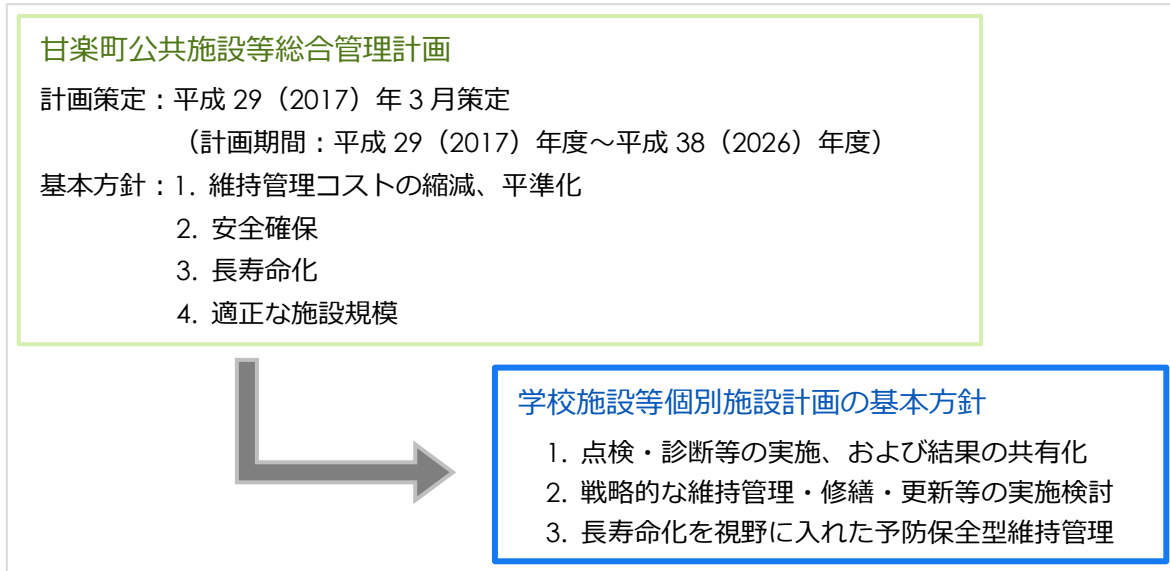 甘楽町公共施設等総合管理計画
計画策定：平成 29（2017）年 3 月策定
（計画期間：平成 29（2017）年度～平成 38（2026）年度）
基本方針：1. 維持管理コストの縮減、平準化
2. 安全確保
3. 長寿命化
4. 適正な施設規模
学校施設等個別施設計画の基本方針
1. 点検・診断等の実施、および結果の共有化
2. 戦略的な維持管理・修繕・更新等の実施検討
3. 長寿命化を視野に入れた予防保全型維持管理